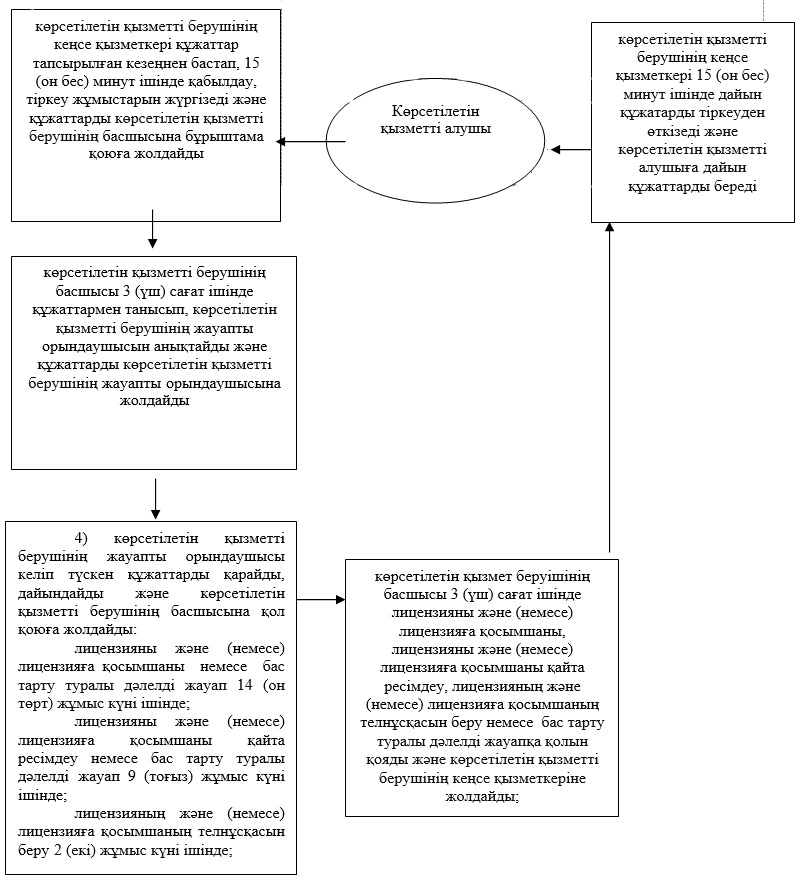 көрсетілетін қызметті берушінің
кеңсе қызметкері құжаттар
тапсырылған кезеңнен бастап, 15
(он бес) минут ішінде қабылдау,
тіркеу жұмыстарын жүргізеді және
құжаттарды көрсетілетін қызметті
берушінің басшысына бұрыштама
қоюға жолдайды
Көрсетілетін
қызметті алушы
көрсетілетін қызметті
берушінің кеңсе
қызметкері 15 (он бес)
минут ішінде дайын
құжатарды тіркеуден
өткізеді және
көрсетілетін қызметті
алушыға дайын
құжаттарды береді
көрсетілетін қызметті берушінің
басшысы 3 (үш) сағат ішінде
құжаттармен танысып, көрсетілетін
қызметті берушінің жауапты
орындаушысын анықтайды және
құжаттарды көрсетілетін қызметті
берушінің жауапты орындаушысына
жолдайды
4) көрсетілетін қызметті
берушінің жауапты орындаушысы
келіп түскен құжаттарды қарайды,
дайындайды және көрсетілетін
қызметті берушінің басшысына қол
қоюға жолдайды:
лицензияны және (немесе)
лицензияға қосымшаны немесе бас
тарту туралы дәлелді жауап 14 (он
төрт) жұмыс күні ішінде;
лицензияны және (немесе)
лицензияға қосымшаны қайта
ресімдеу немесе бас тарту туралы
дәлелді жауап 9 (тоғыз) жұмыс күні
ішінде;
лицензияның және (немесе)
лицензияға қосымшаның телнұсқасын
беру 2 (екі) жұмыс күні ішінде;
көрсетілетін қызмет беруішінің
басшысы 3 (үш) сағат ішінде
лицензияны және (немесе)
лицензияға қосымшаны,
лицензияны және (немесе)
лицензияға қосымшаны қайта
ресімдеу, лицензияның және
(немесе) лицензияға қосымшаның
телнұсқасын беру немесе бас тарту
туралы дәлелді жауапқа қолын
қояды және көрсетілетін қызметті
берушінің кеңсе қызметкеріне
жолдайды;